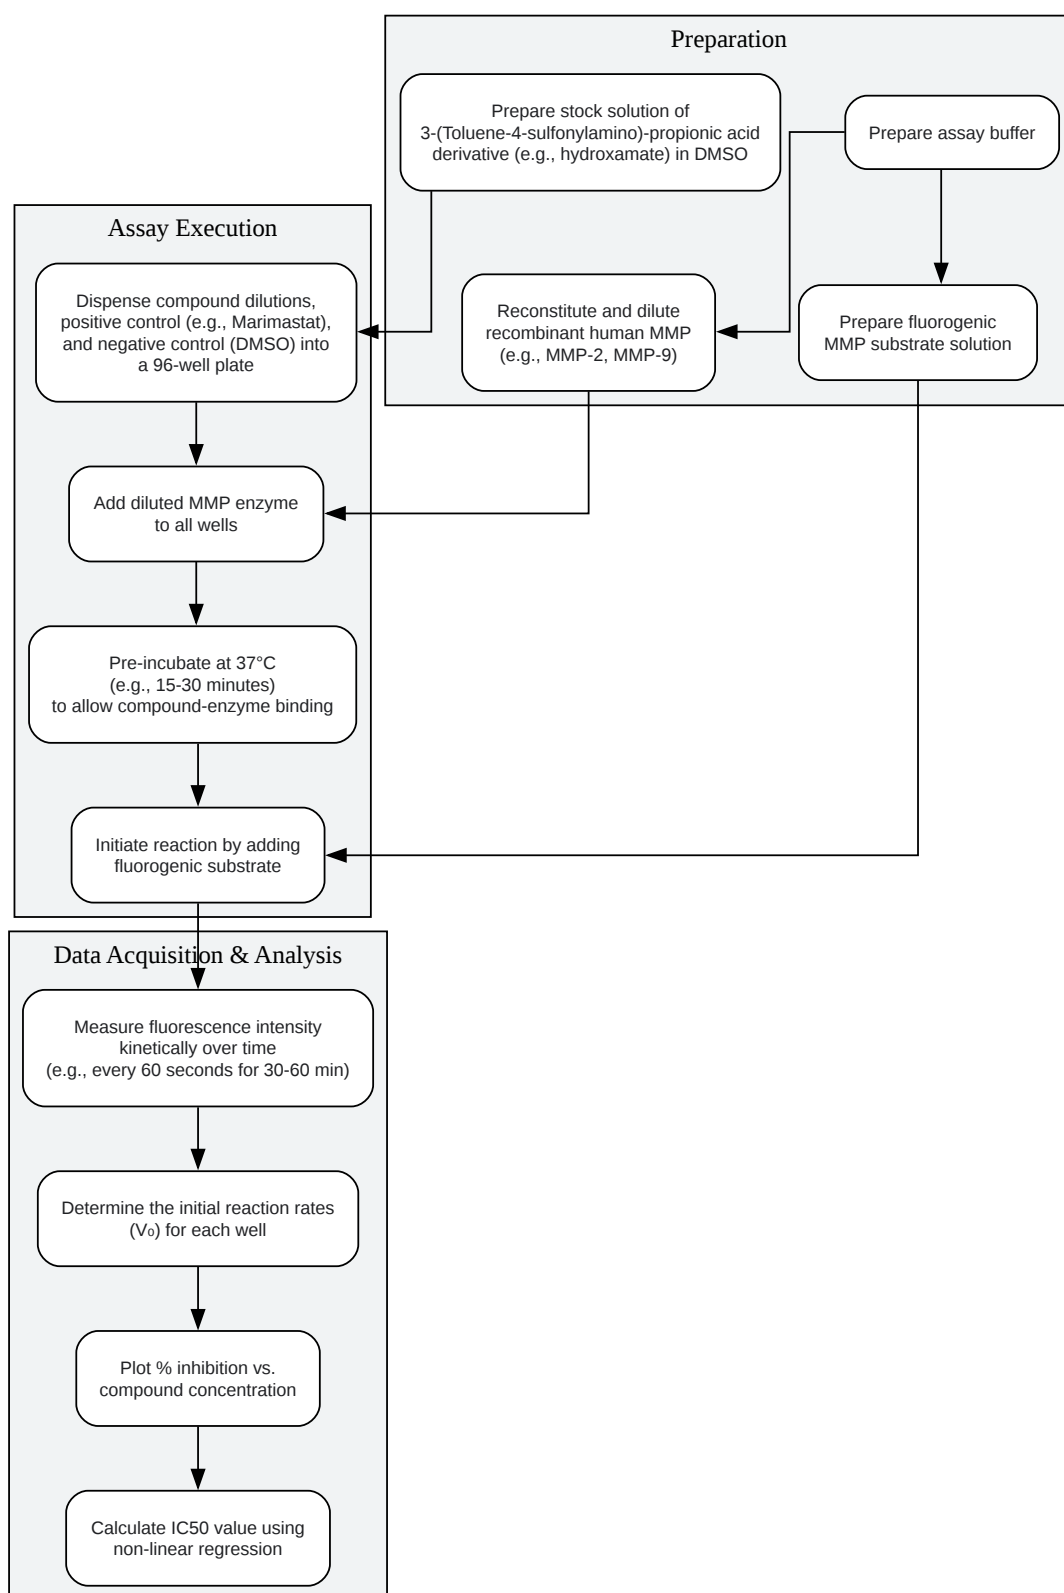 Preparation
Prepare stock solution of
3-(Toluene-4-sulfonylamino)-propionic acid
derivative (e.g., hydroxamate) in DMSO
Prepare assay buffer
Reconstitute and dilute
recombinant human MMP
(e.g., MMP-2, MMP-9)
Prepare fluorogenic
MMP substrate solution
Assay Execution
Dispense compound dilutions,
positive control (e.g., Marimastat),
and negative control (DMSO) into
a 96-well plate
Add diluted MMP enzyme
to all wells
Pre-incubate at 37°C
(e.g., 15-30 minutes)
to allow compound-enzyme binding
Initiate reaction by adding
fluorogenic substrate
Data Acquisition & Analysis
Measure fluorescence intensity
kinetically over time
(e.g., every 60 seconds for 30-60 min)
Determine the initial reaction rates
(V₀) for each well
Plot % inhibition vs.
compound concentration
Calculate IC50 value using
non-linear regression